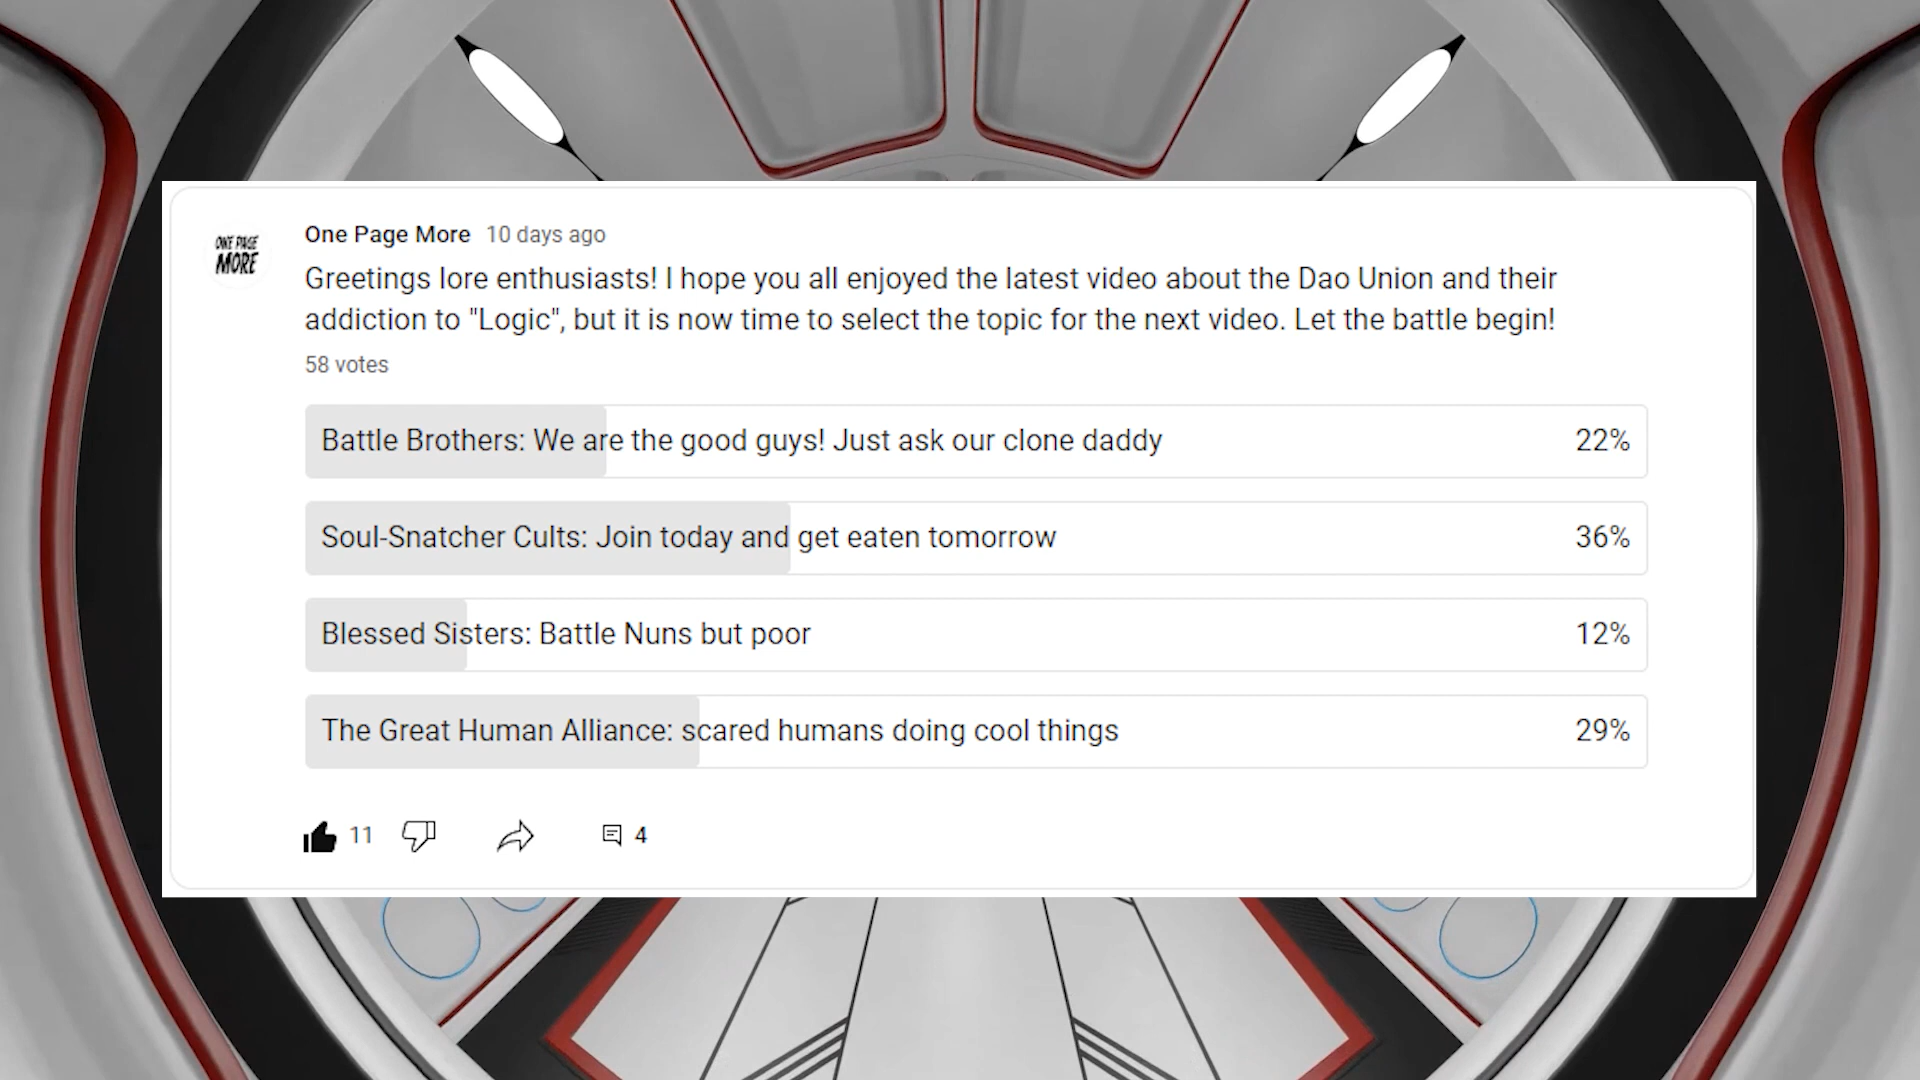 ONE PAGE
MORE
One Page More 10 days ago
Greetings lore enthusiasts! I hope you all enjoyed the latest video about the Dao Union and their
addiction to "Logic", but it is now time to select the topic for the next video. Let the battle begin!
58 votes
Battle Brothers: We are the good guys! Just ask our clone daddy 22%
Soul-Snatcher Cults: Join today and get eaten tomorrow 36%
Blessed Sisters: Battle Nuns but poor 12%
The Great Human Alliance: scared humans doing cool things 29%
11 4